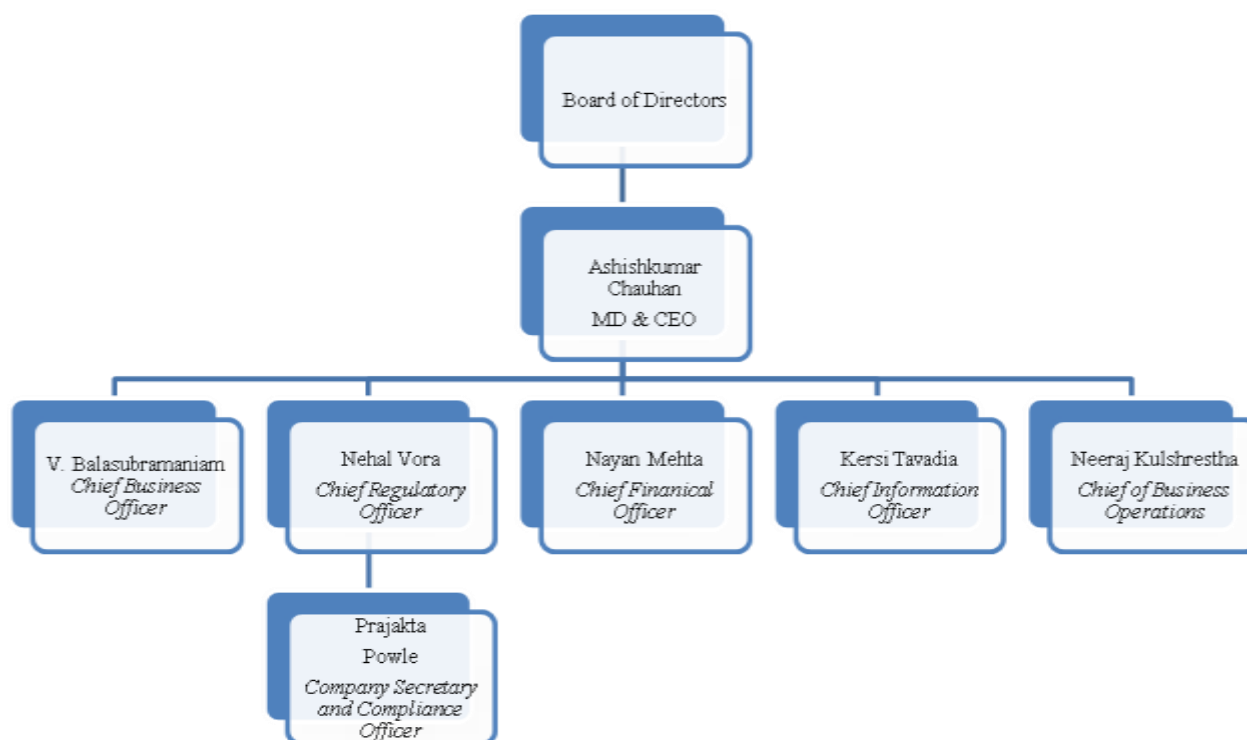 Board of Directors
Ashishkumar
Chauhan
MD & CEO
V. Balasubramaniam
Chief Business
Officer
Nehal Vora
Chief Regulatory
Officer
Nayan Mehta
Chief Finanical
Officer
Kersi Tavadia
Chief Information
Officer
Neeraj Kulshrestha
Chief of Business
Operations
Prajakta
Powle
Company Secretary
and Compliance
Officer